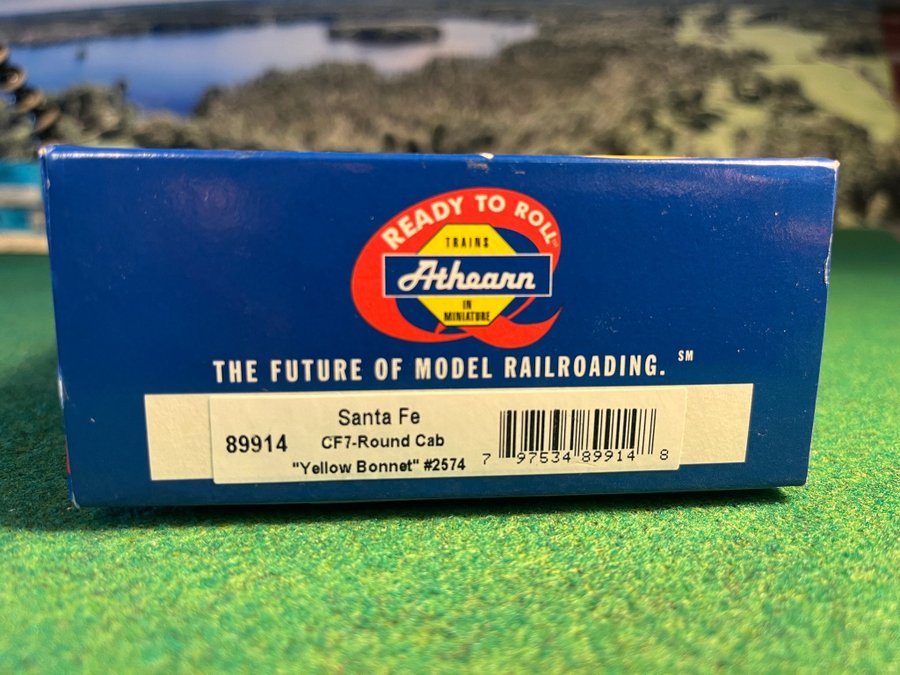 READY TO ROLL™
TRAINS
Athearn
IN
MINIATURE
THE FUTURE OF MODEL RAILROADING. SM
Santa Fe
89914 CF7-Round Cab
"Yellow Bonnet" #2574
7 97534 89914 8